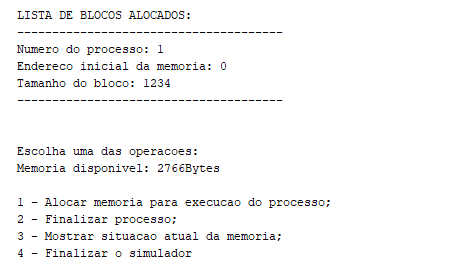 LISTA DE BLOCOS ALOCADOS:
--------------------------------------
Numero do processo: 1
Endereco inicial da memoria: 0
Tamanho do bloco: 1234
--------------------------------------
Escolha uma das operacoes:
Memoria disponivel: 2766Bytes
1 - Alocar memoria para execucao do processo;
2 - Finalizar processo;
3 - Mostrar situacao atual da memoria;
4 - Finalizar o simulador